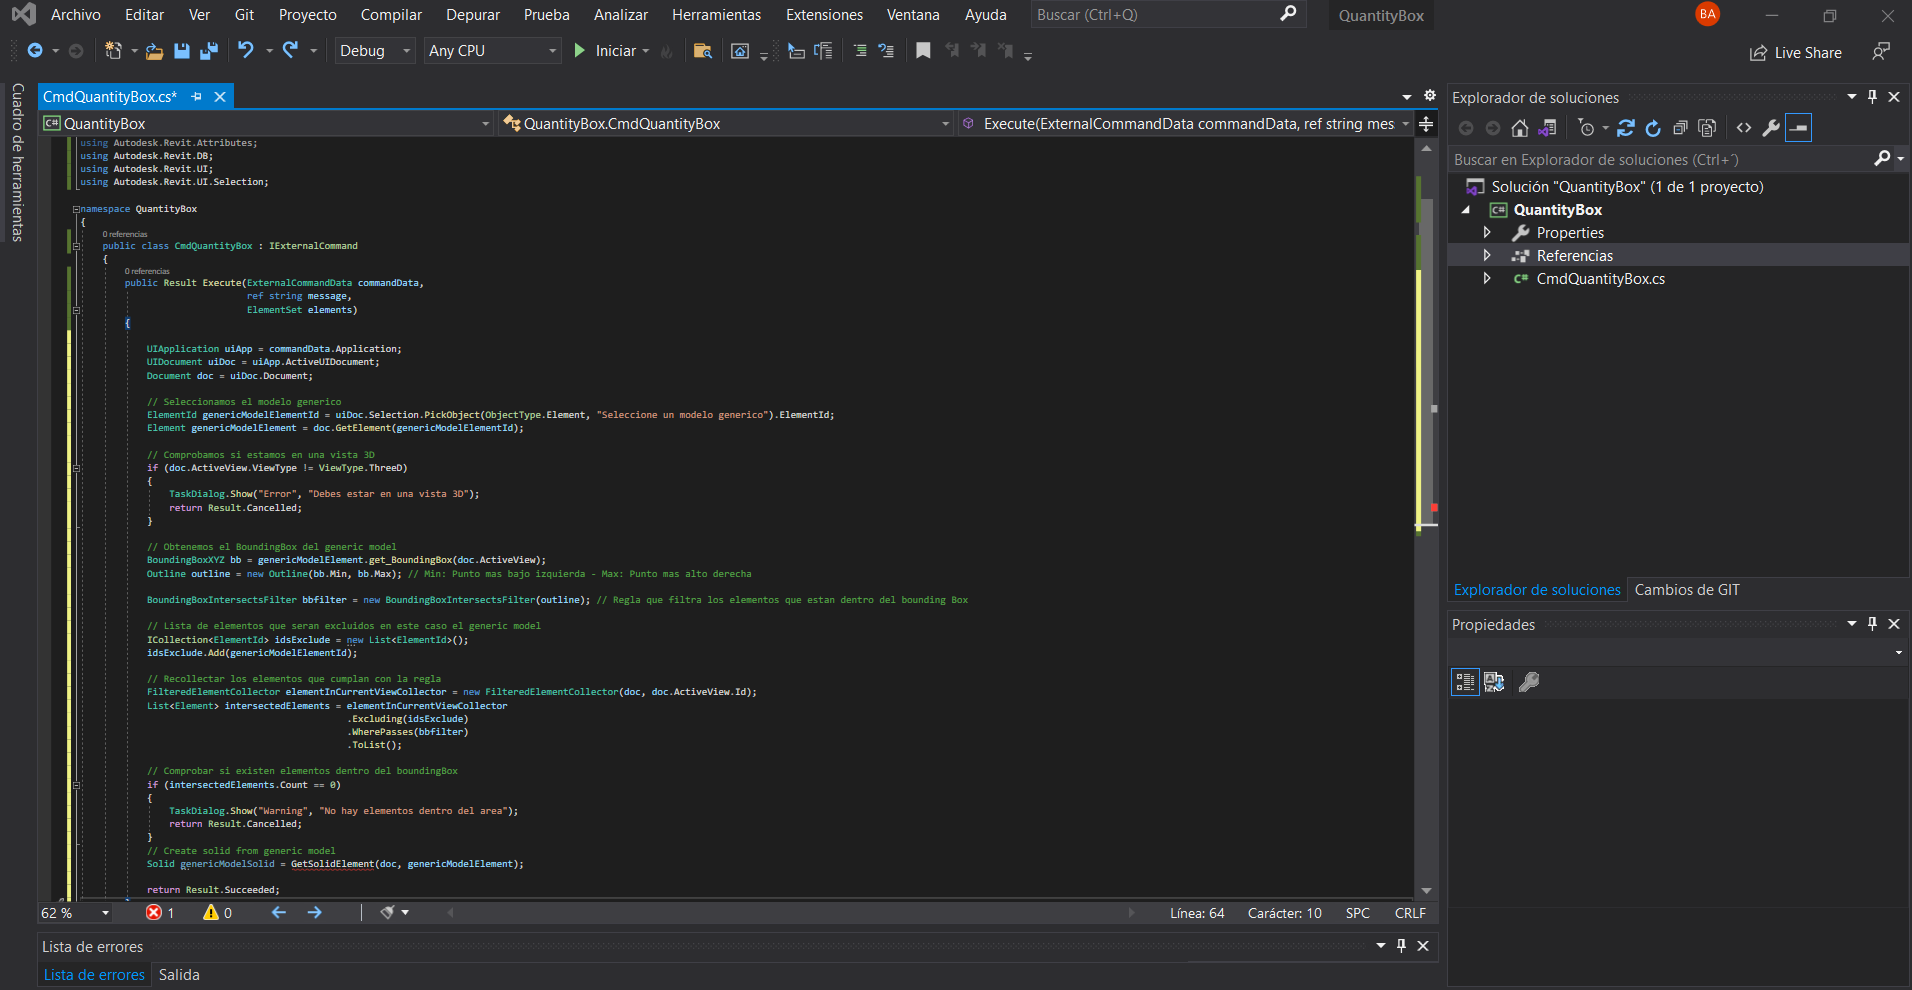 Archivo Editar Ver Git Proyecto Compilar Depurar Prueba Analizar Herramientas Extensiones Ventana Ayuda Buscar (Ctrl+Q) QuantityBox BA
Debug Any CPU Iniciar Live Share
Cuadro de herramientas
CmdQuantityBox.cs*
C# QuantityBox QuantityBox.CmdQuantityBox Execute(ExternalCommandData commandData, ref string mes
using Autodesk.Revit.Attributes;
using Autodesk.Revit.DB;
using Autodesk.Revit.UI;
using Autodesk.Revit.UI.Selection;
namespace QuantityBox
{
0 referencias
public class CmdQuantityBox : IExternalCommand
{
0 referencias
public Result Execute(ExternalCommandData commandData,
ref string message,
ElementSet elements)
{
UIApplication uiApp = commandData.Application;
UIDocument uiDoc = uiApp.ActiveUIDocument;
Document doc = uiDoc.Document;
// Seleccionamos el modelo generico
ElementId genericModelElementId = uiDoc.Selection.PickObject(ObjectType.Element, "Seleccione un modelo generico").ElementId;
Element genericModelElement = doc.GetElement(genericModelElementId);
// Comprobamos si estamos en una vista 3D
if (doc.ActiveView.ViewType != ViewType.ThreeD)
{
TaskDialog.Show("Error", "Debes estar en una vista 3D");
return Result.Cancelled;
}
// Obtenemos el BoundingBox del generic model
BoundingBoxXYZ bb = genericModelElement.get_BoundingBox(doc.ActiveView);
Outline outline = new Outline(bb.Min, bb.Max); // Min: Punto mas bajo izquierda - Max: Punto mas alto derecha
BoundingBoxIntersectsFilter bbfilter = new BoundingBoxIntersectsFilter(outline); // Regla que filtra los elementos que estan dentro del bounding Box
// Lista de elementos que seran excluidos en este caso el generic model
ICollection<ElementId> idsExclude = new List<ElementId>();
idsExclude.Add(genericModelElementId);
// Recollectar los elementos que cumplan con la regla
FilteredElementCollector elementInCurrentViewCollector = new FilteredElementCollector(doc, doc.ActiveView.Id);
List<Element> intersectedElements = elementInCurrentViewCollector
.Excluding(idsExclude)
.WherePasses(bbfilter)
.ToList();
// Comprobar si existen elementos dentro del boundingBox
if (intersectedElements.Count == 0)
{
TaskDialog.Show("Warning", "No hay elementos dentro del area");
return Result.Cancelled;
}
// Create solid from generic model
Solid genericModelSolid = GetSolidElement(doc, genericModelElement);
return Result.Succeeded;
62 % 1 0 Línea: 64 Carácter: 10 SPC CRLF
Lista de errores
Lista de errores Salida
Explorador de soluciones
Buscar en Explorador de soluciones (Ctrl+´)
Solución "QuantityBox" (1 de 1 proyecto)
C# QuantityBox
Properties
Referencias
C# CmdQuantityBox.cs
Explorador de soluciones Cambios de GIT
Propiedades